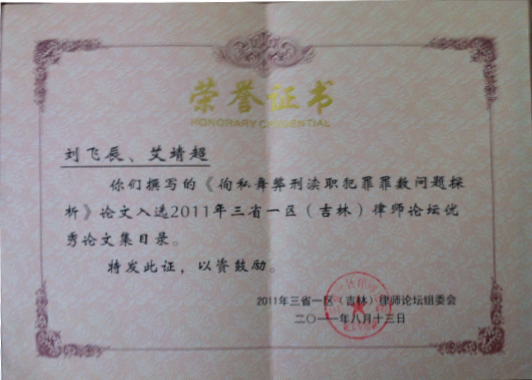 荣誉证书
HONORARY CREDENTIAL
刘飞辰、艾靖超
你们撰写的《徇私舞弊刑渎职犯罪罪数问题探
析》论文入选2011年三省一区（吉林）律师论坛优
秀论文集目录。
特发此证，以资鼓励。
2011年三省一区（吉林）律师论坛组委会
二〇一一年八月十三日